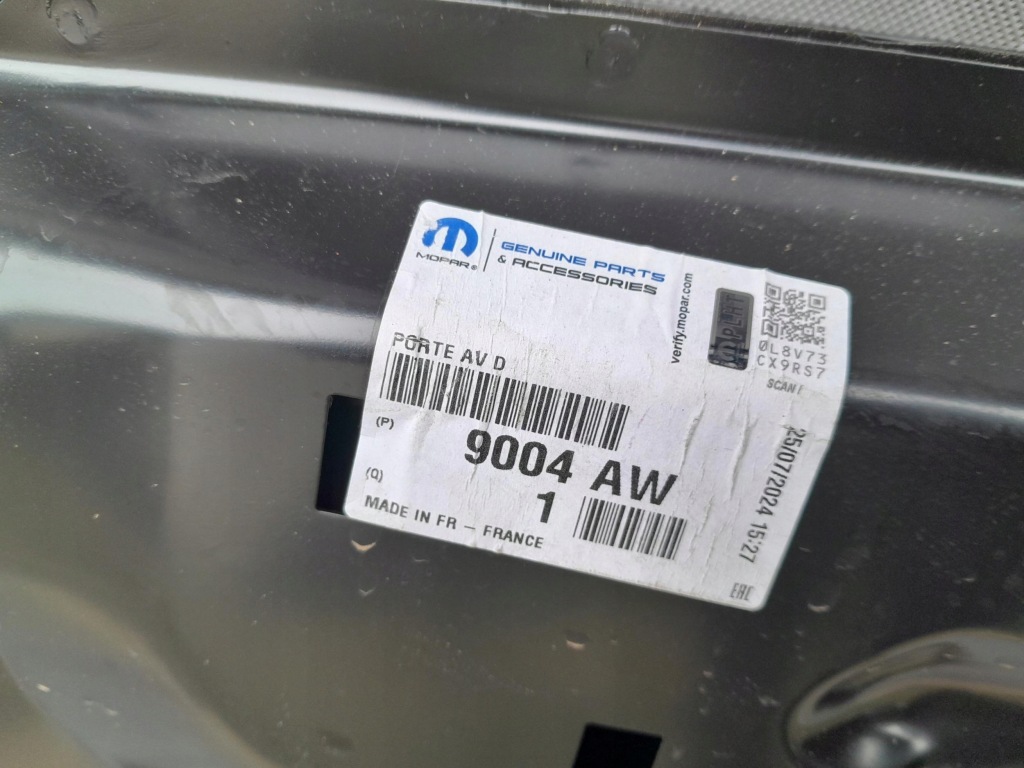 MOPAR®
GENUINE PARTS
& ACCESSORIES
verify.mopar.com
0L8V73
CX9RS7
SCAN!
PORTE AV D
(P)
9004 AW
(Q)
1
MADE IN FR – FRANCE
25/07/2024 15:27
EAC